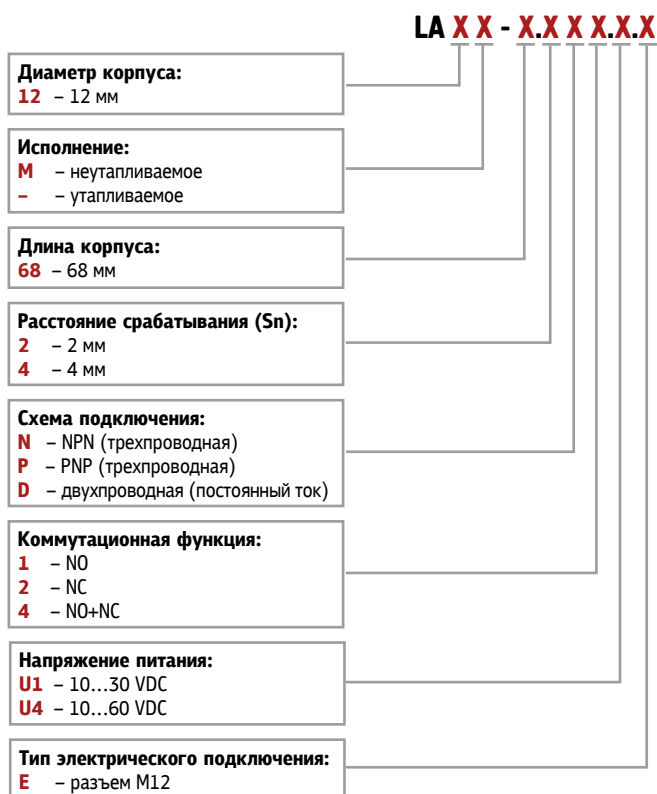 LA X X - X.X X X.X.X
Диаметр корпуса:
12 – 12 мм
Исполнение:
M – неутапливаемое
– – утапливаемое
Длина корпуса:
68 – 68 мм
Расстояние срабатывания (Sn):
2 – 2 мм
4 – 4 мм
Схема подключения:
N – NPN (трехпроводная)
P – PNP (трехпроводная)
D – двухпроводная (постоянный ток)
Коммутационная функция:
1 – NO
2 – NC
4 – NO+NC
Напряжение питания:
U1 – 10...30 VDC
U4 – 10...60 VDC
Тип электрического подключения:
E – разъем M12